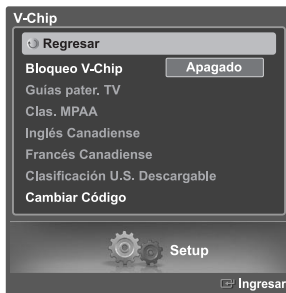 V-Chip
Regresar
Bloqueo V-Chip Apagado
Guias pater. TV
Clas. MPAA
Inglés Canadiense
Francés Canadiense
Clasificación U.S. Descargable
Cambiar Código
Setup
Ingresar